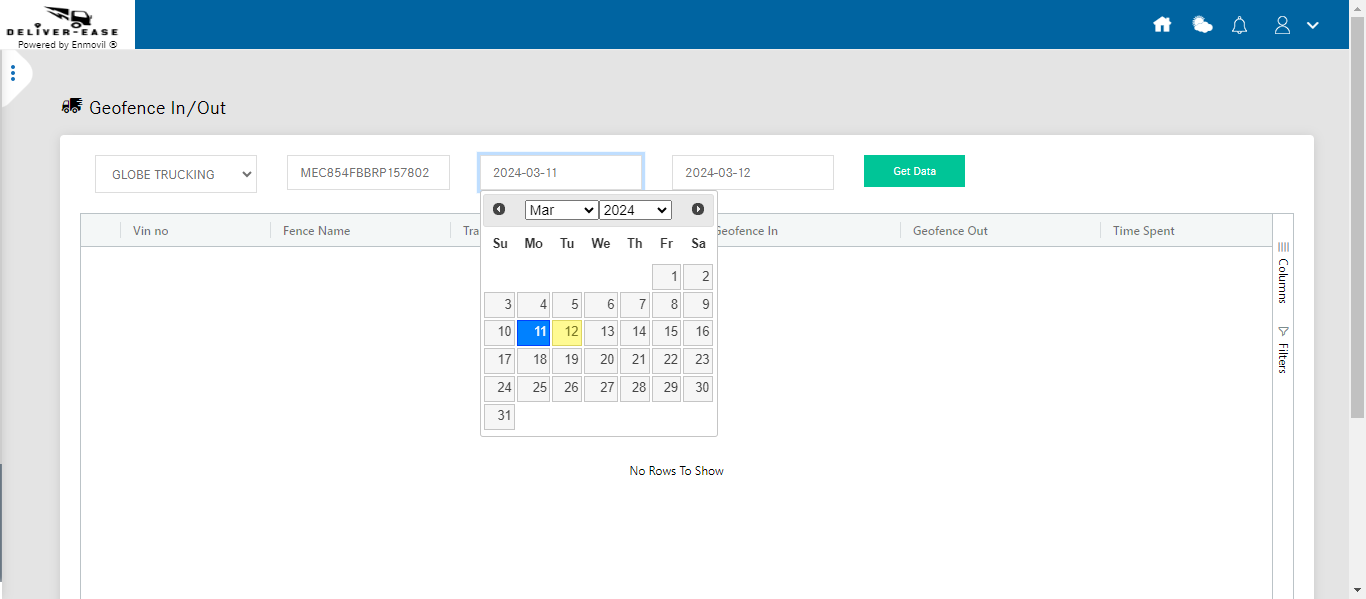 DELIVER-EASE
Powered by Enmovil ®
Geofence In/Out
GLOBE TRUCKING
MEC854FBBRP157802
2024-03-11
2024-03-12
Get Data
Mar 2024
Su Mo Tu We Th Fr Sa
1 2
3 4 5 6 7 8 9
10 11 12 13 14 15 16
17 18 19 20 21 22 23
24 25 26 27 28 29 30
31
Vin no
Fence Name
Tra
Geofence In
Geofence Out
Time Spent
Columns
Filters
No Rows To Show